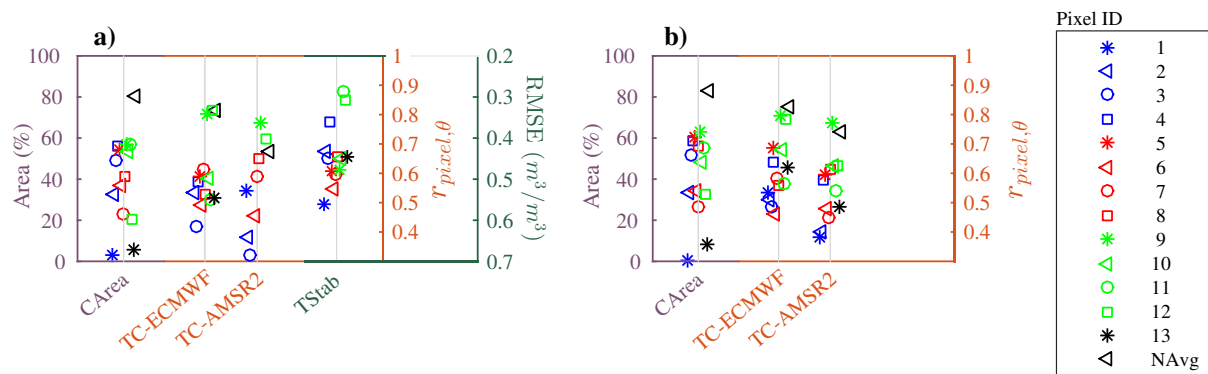 a)
100
80
60
40
20
0
Area (%)
CArea
TC-ECMWF
TC-AMSR2
TStab
1
0.9
0.8
0.7
0.6
0.5
0.4
r_{pixel,θ}
0.2
0.3
0.4
0.5
0.6
0.7
RMSE (m³/m³)
b)
100
80
60
40
20
0
Area (%)
CArea
TC-ECMWF
TC-AMSR2
1
0.9
0.8
0.7
0.6
0.5
0.4
r_{pixel,θ}
Pixel ID
1
2
3
4
5
6
7
8
9
10
11
12
13
NAvg